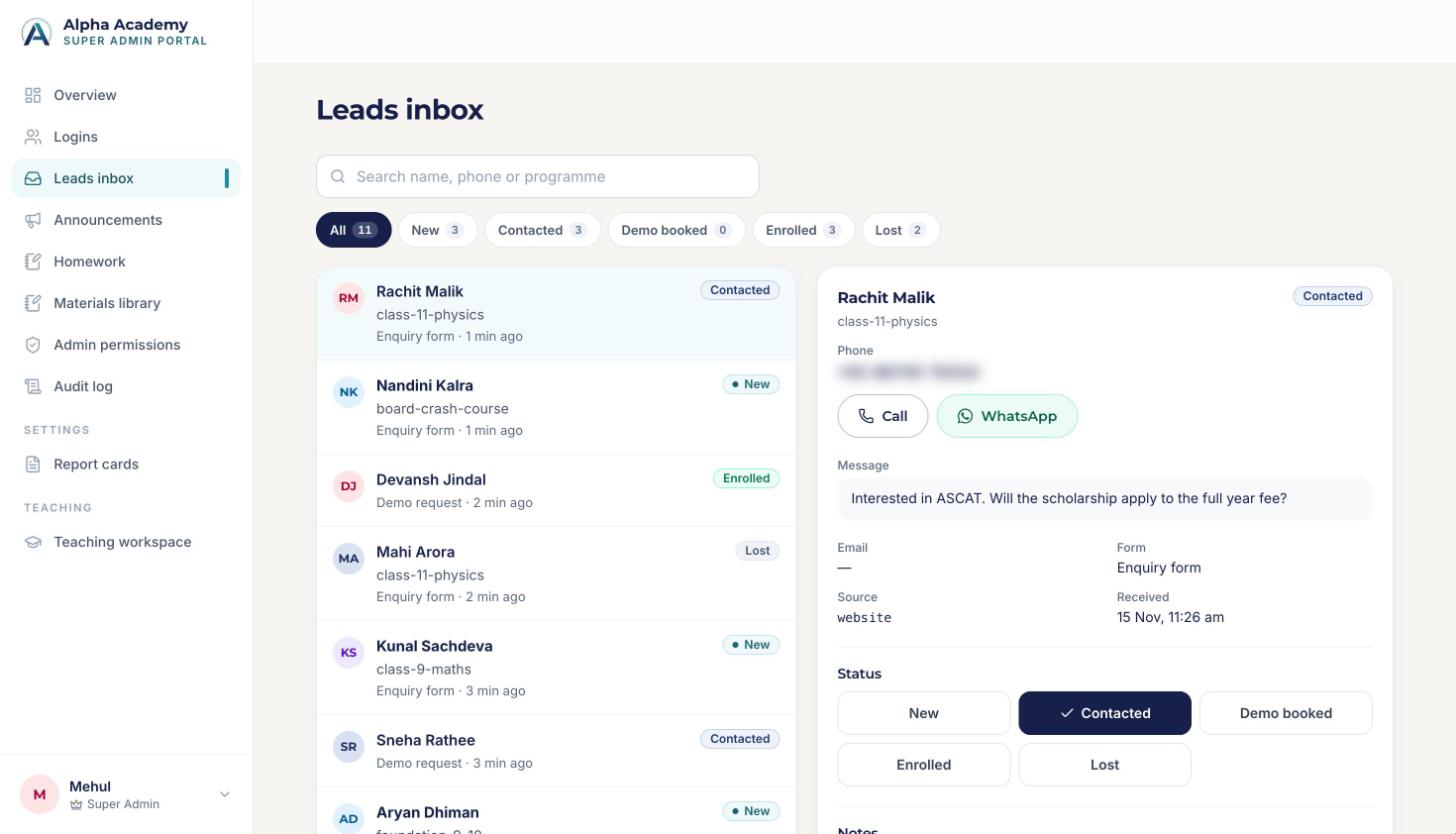 Alpha Academy
SUPER ADMIN PORTAL
Overview
Logins
Leads inbox
Announcements
Homework
Materials library
Admin permissions
Audit log
SETTINGS
Report cards
TEACHING
Teaching workspace
M
Mehul
Super Admin
Leads inbox
Search name, phone or programme
All 11 New 3 Contacted 3 Demo booked 0 Enrolled 3 Lost 2
RM Rachit Malik Contacted
class-11-physics
Enquiry form · 1 min ago
NK Nandini Kalra New
board-crash-course
Enquiry form · 1 min ago
DJ Devansh Jindal Enrolled
Demo request · 2 min ago
MA Mahi Arora Lost
class-11-physics
Enquiry form · 2 min ago
KS Kunal Sachdeva New
class-9-maths
Enquiry form · 3 min ago
SR Sneha Rathee Contacted
Demo request · 3 min ago
AD Aryan Dhiman New
foundation-9-10
Rachit Malik Contacted
class-11-physics
Phone
Call WhatsApp
Message
Interested in ASCAT. Will the scholarship apply to the full year fee?
Email Form
— Enquiry form
Source Received
website 15 Nov, 11:26 am
Status
New Contacted Demo booked
Enrolled Lost
Notes